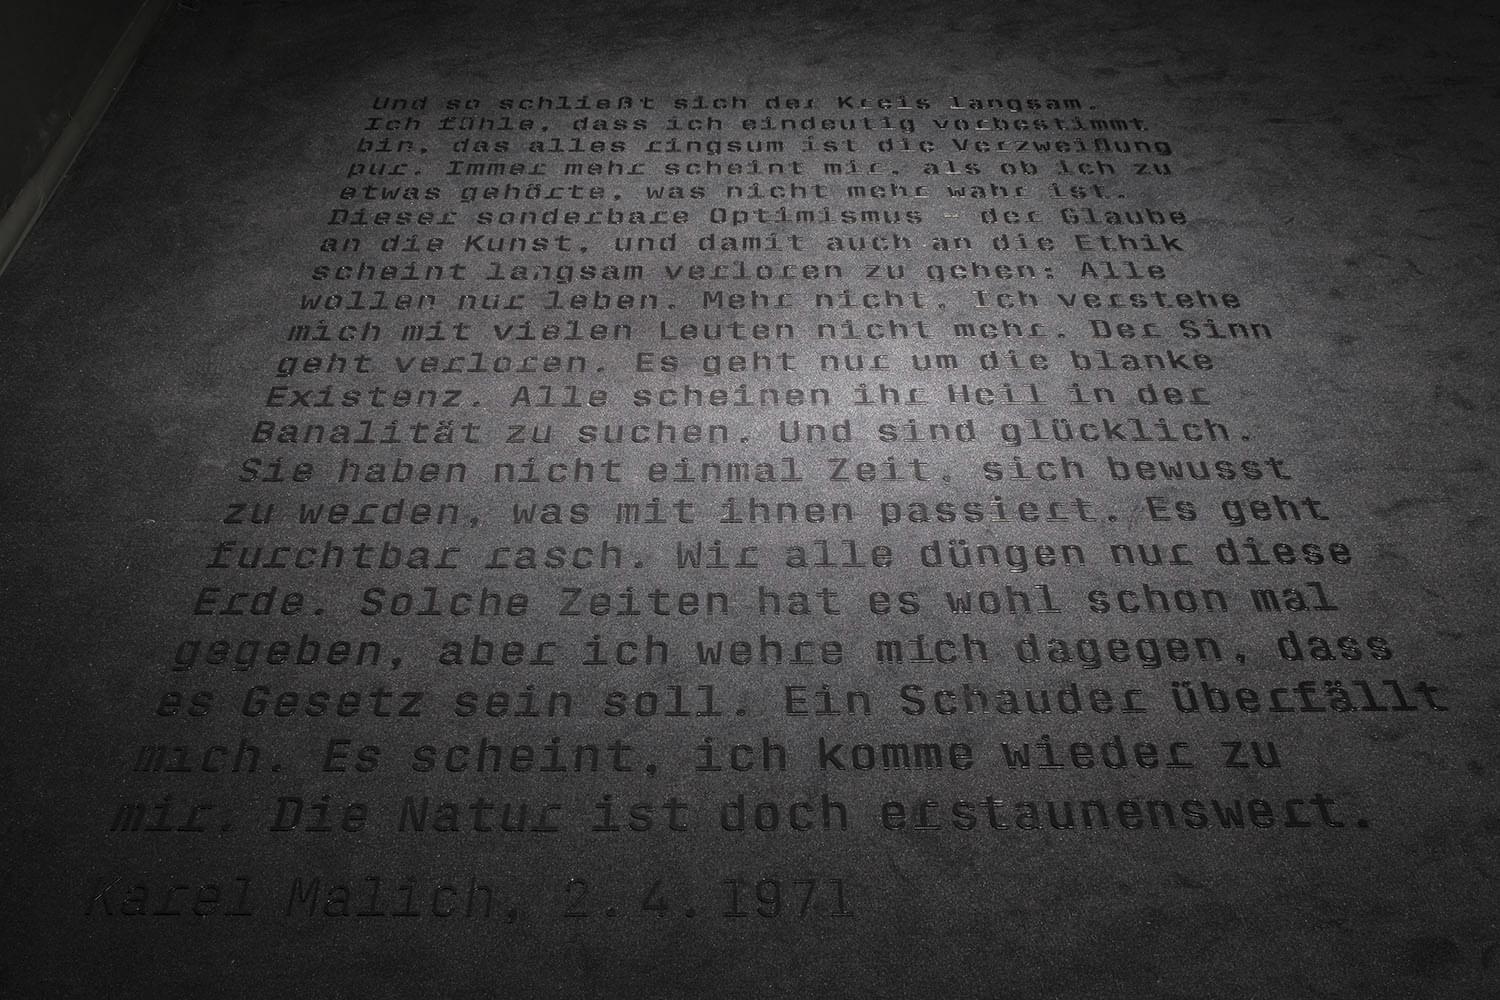 Und so schließt sich der Kreis langsam.
Ich fühle, dass ich eindeutig vorbestimmt
bin, das alles ringsum ist die Verzweiflung
pur. Immer mehr scheint mir, als ob ich zu
etwas gehörte, was nicht mehr wahr ist.
Dieser sonderbare Optimismus – der Glaube
an die Kunst, und damit auch an die Ethik
scheint langsam verloren zu gehen: Alle
wollen nur leben. Mehr nicht. Ich verstehe
mich mit vielen Leuten nicht mehr. Der Sinn
geht verloren. Es geht nur um die blanke
Existenz. Alle scheinen ihr Heil in der
Banalität zu suchen. Und sind glücklich.
Sie haben nicht einmal Zeit, sich bewusst
zu werden, was mit ihnen passiert. Es geht
furchtbar rasch. Wir alle düngen nur diese
Erde. Solche Zeiten hat es wohl schon mal
gegeben, aber ich wehre mich dagegen, dass
es Gesetz sein soll. Ein Schauder überfällt
mich. Es scheint, ich komme wieder zu
mir. Die Natur ist doch erstaunenswert.
Karel Malich, 2.4.1971